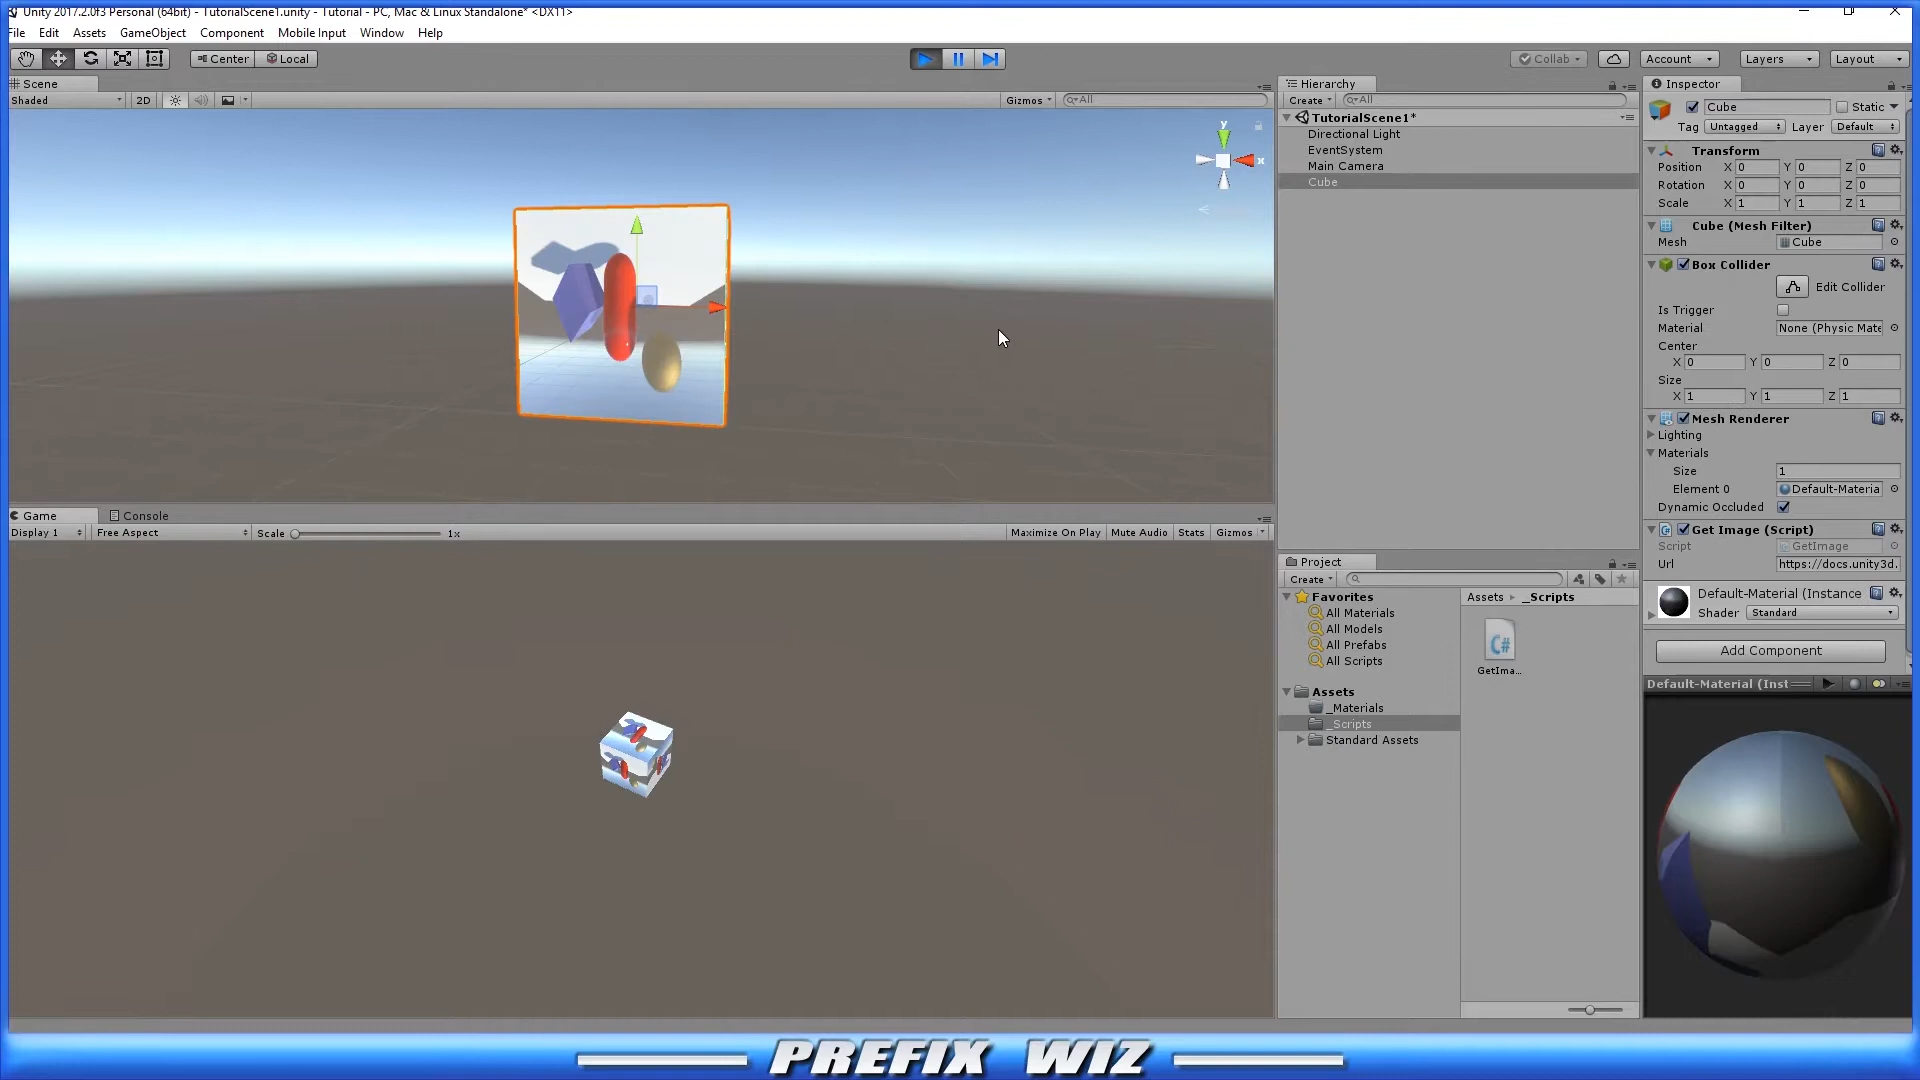 Unity 2017.2.0f3 Personal (64bit) - TutorialScene1.unity - Tutorial - PC, Mac & Linux Standalone* <DX11>
File Edit Assets GameObject Component Mobile Input Window Help
Center Local Collab Account Layers Layout
Scene
Shaded 2D Gizmos All
y
x
Game Console
Display 1 Free Aspect Scale 1x Maximize On Play Mute Audio Stats Gizmos
Hierarchy
Create All
TutorialScene1*
Directional Light
EventSystem
Main Camera
Cube
Project
Create
Favorites
All Materials
All Models
All Prefabs
All Scripts
Assets
_Materials
_Scripts
Standard Assets
Assets _Scripts
C#
GetIma...
Inspector
Cube Static
Tag Untagged Layer Default
Transform
Position X 0 Y 0 Z 0
Rotation X 0 Y 0 Z 0
Scale X 1 Y 1 Z 1
Cube (Mesh Filter)
Mesh Cube
Box Collider
Edit Collider
Is Trigger
Material None (Physic Mate
Center
X 0 Y 0 Z 0
Size
X 1 Y 1 Z 1
Mesh Renderer
Lighting
Materials
Size 1
Element 0 Default-Materia
Dynamic Occluded
Get Image (Script)
Script GetImage
Url https://docs.unity3d.
Default-Material (Instance
Shader Standard
Add Component
Default-Material (Inst
PREFIX WIZ